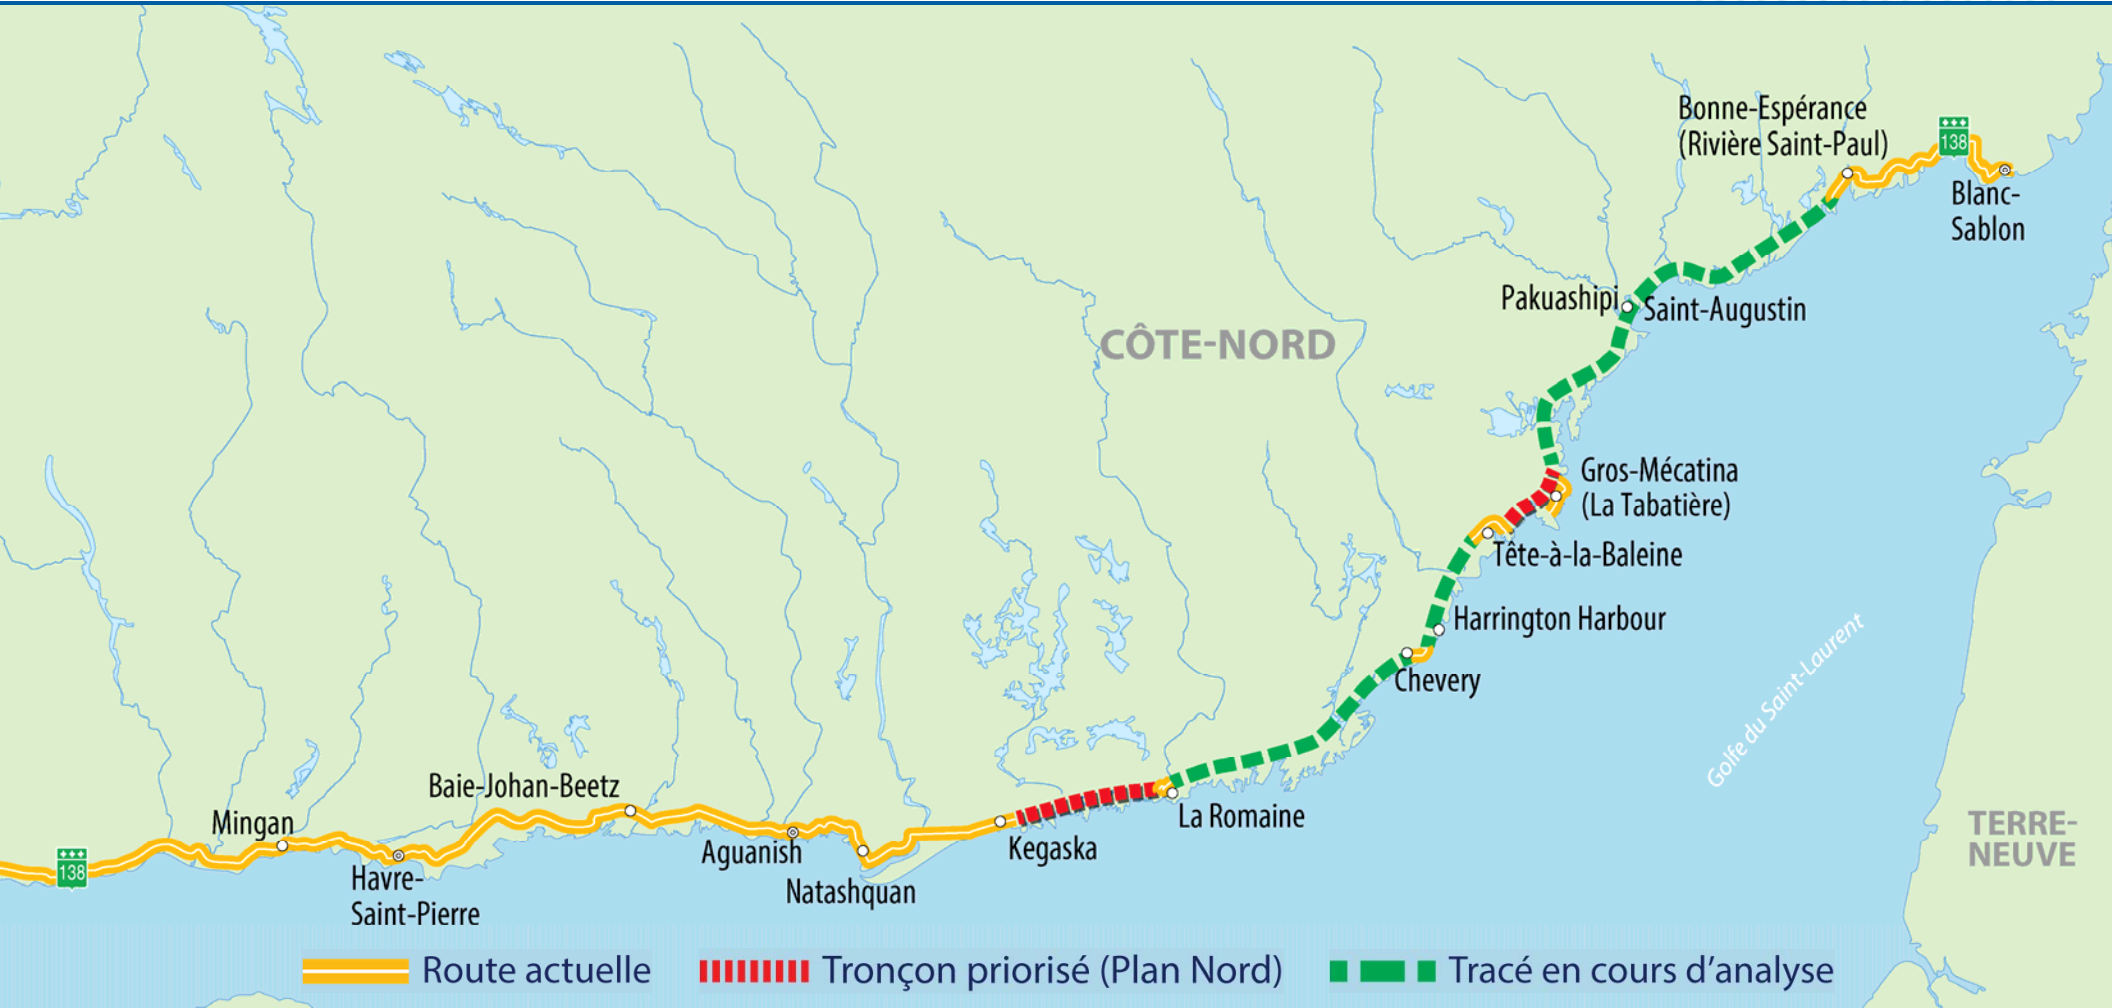 Bonne-Espérance
(Rivière Saint-Paul)
138
Blanc-
Sablon
Pakuashipi
Saint-Augustin
CÔTE-NORD
Gros-Mécatina
(La Tabatière)
Tête-à-la-Baleine
Harrington Harbour
Chevery
Golfe du Saint-Laurent
Baie-Johan-Beetz
Mingan
La Romaine
Kegaska
Aguanish
Natashquan
138
Havre-
Saint-Pierre
TERRE-
NEUVE
Route actuelle
Tronçon priorisé (Plan Nord)
Tracé en cours d'analyse